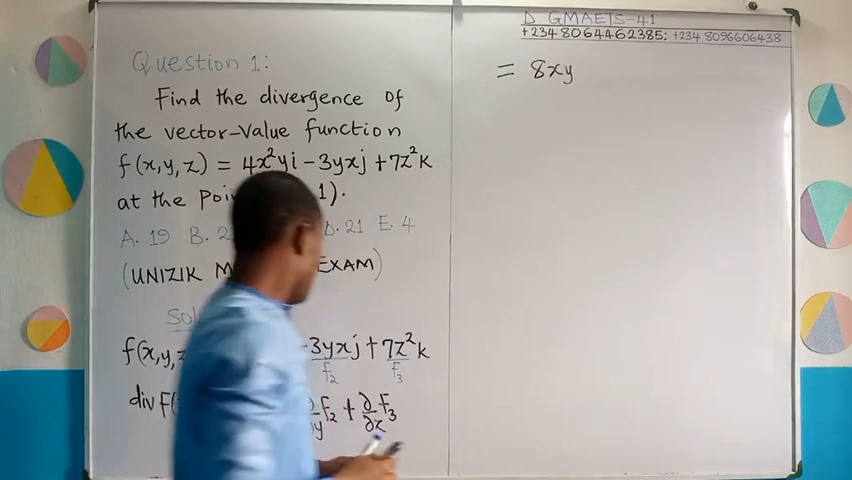 Question 1:
Find the divergence of
the vector-value function
f(x,y,z) = 4x²yi - 3yxj + 7z²k
at the 1).
A. 19 B. 2 D. 21 E. 4
(UNIZIK M EXAM)
f(x,y,z -3yxj + 7z²k
f₂ f₃
div F( ∂y f₂ + ∂/∂z f₃
D GMAETS-41
+234 8064462385; +234 8096606438
= 8xy